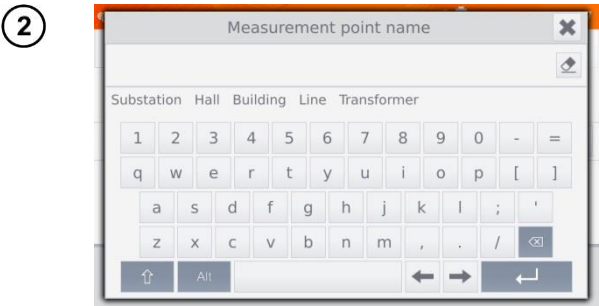 2
Measurement point name
Substation Hall Building Line Transformer
1 2 3 4 5 6 7 8 9 0 - =
q w e r t y u i o p [ ]
a s d f g h j k l ; '
z x c v b n m , . /
Alt